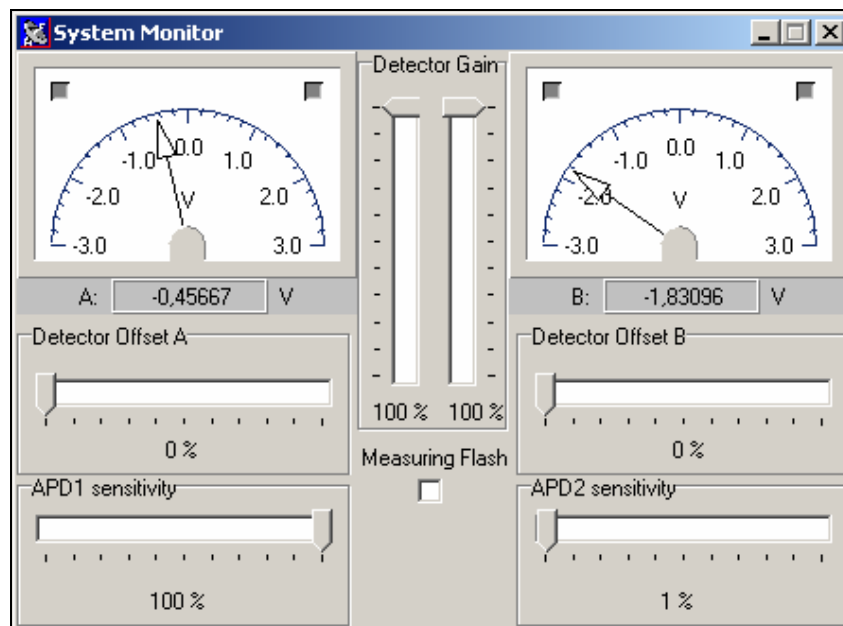 System Monitor
Detector Gain
-3.0 -2.0 -1.0 0.0 1.0 2.0 3.0
V
-3.0 -2.0 -1.0 0.0 1.0 2.0 3.0
V
A: -0,45667 V
B: -1,83096 V
Detector Offset A
0 %
100 % 100 %
Detector Offset B
0 %
Measuring Flash
APD1 sensitivity
100 %
APD2 sensitivity
1 %